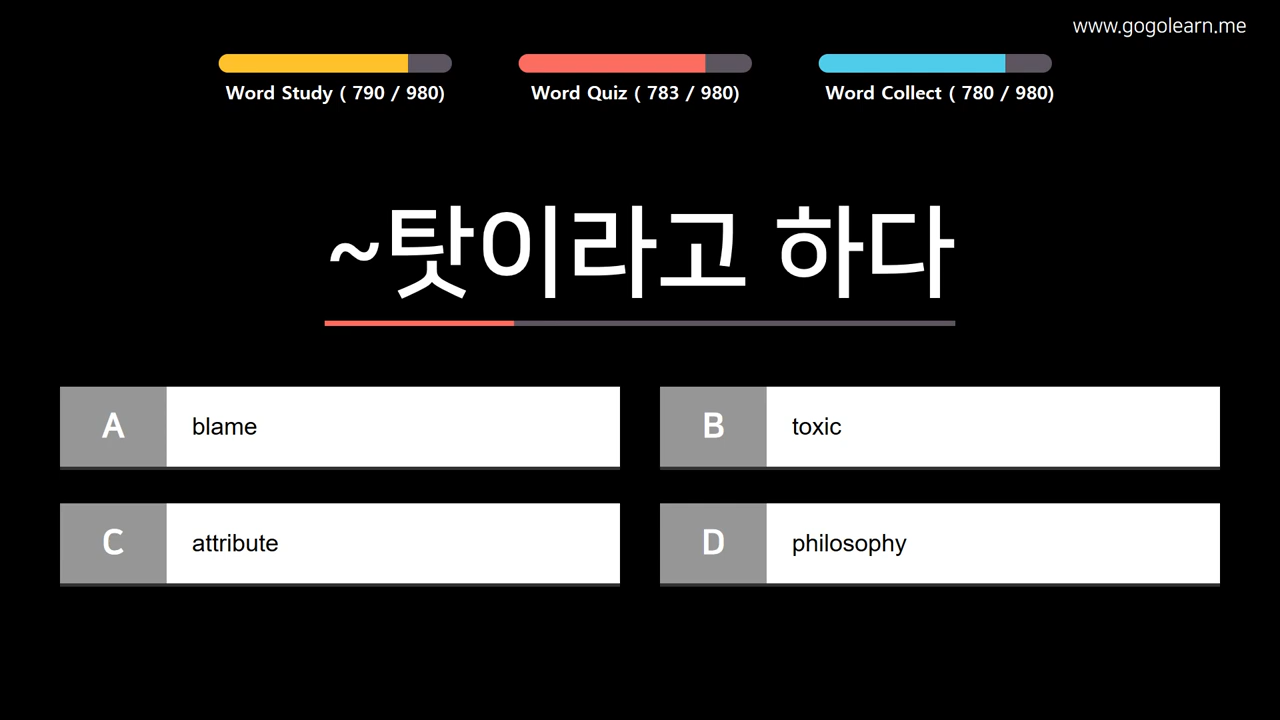 www.gogolearn.me
Word Study ( 790 / 980)
Word Quiz ( 783 / 980)
Word Collect ( 780 / 980)
~탓이라고 하다
A blame
B toxic
C attribute
D philosophy